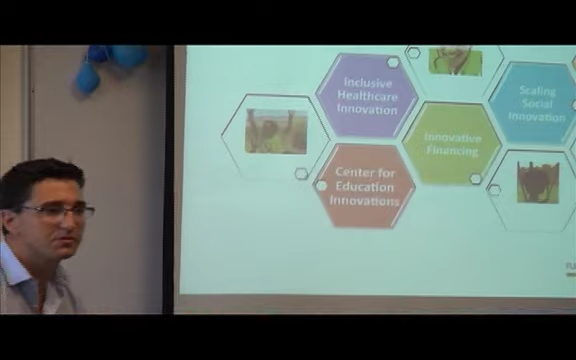 Inclusive
Healthcare
Innovation
Scaling
Social
Innovation
Innovative
Financing
Center for
Education
Innovations